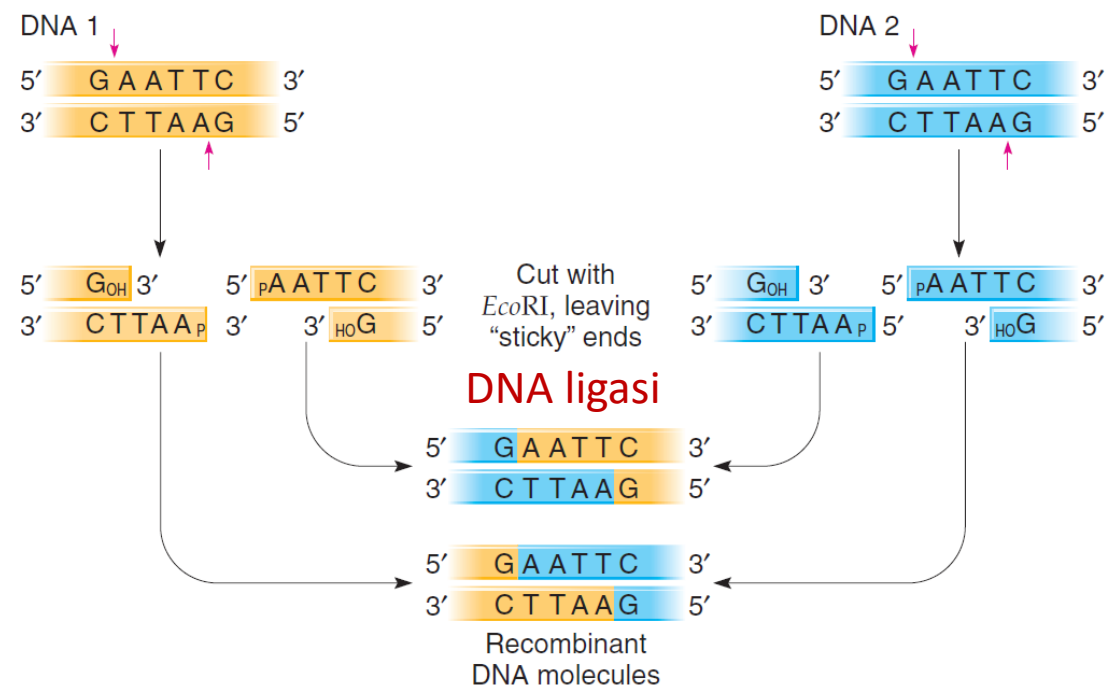 DNA 1
DNA 2
5′ GAATTC 3′
3′ CTTAAG 5′
5′ GAATTC 3′
3′ CTTAAG 5′
5′ GOH 3′ 5′ PAATTC 3′
3′ CTTAAP 3′ 3′ HOG 5′
Cut with
EcoRI, leaving
“sticky” ends
5′ GOH 3′ 5′ PAATTC 3′
3′ CTTAAP 5′ 3′ HOG 5′
DNA ligasi
5′ GAATTC 3′
3′ CTTAAG 5′
5′ GAATTC 3′
3′ CTTAAG 5′
Recombinant
DNA molecules